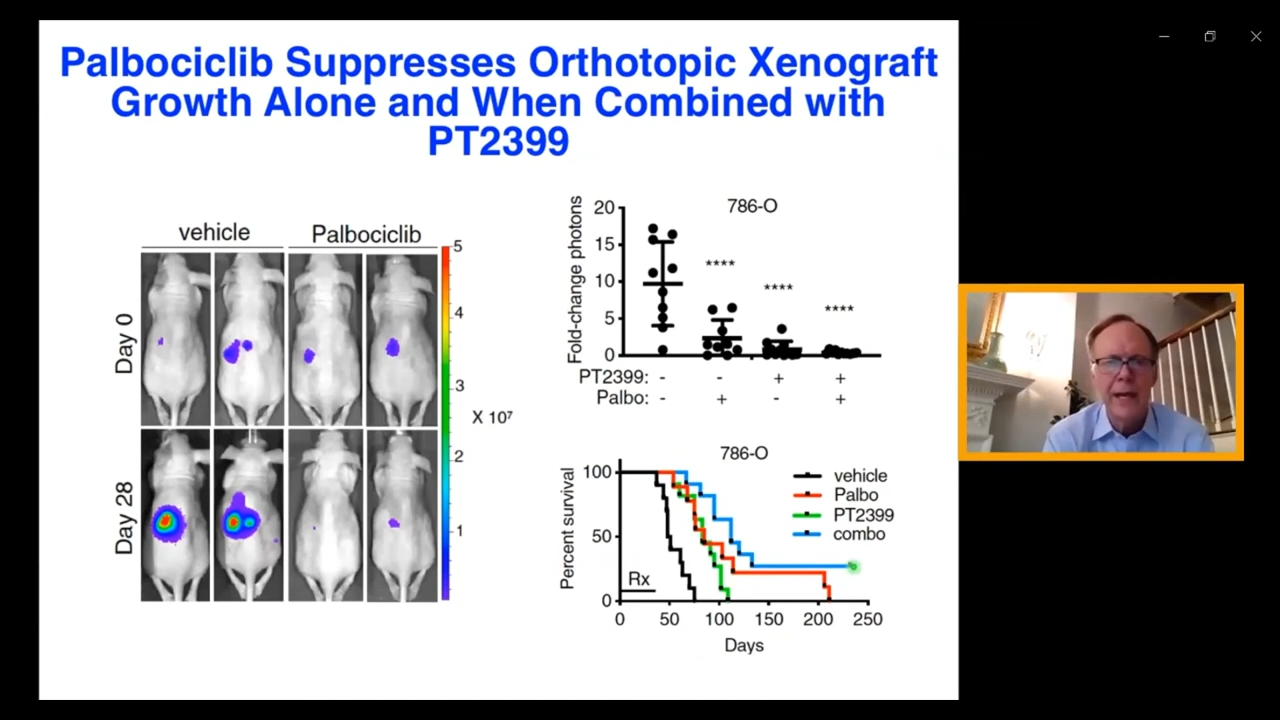 Palbociclib Suppresses Orthotopic Xenograft
Growth Alone and When Combined with
PT2399
vehicle
Palbociclib
Day 0
Day 28
5
4
3
2
1
X 10⁷
786-O
Fold-change photons
20
15
10
5
0
****
****
****
PT2399: - - + +
Palbo: - + - +
786-O
Percent survival
100
50
0
Rx
vehicle
Palbo
PT2399
combo
0 50 100 150 200 250
Days